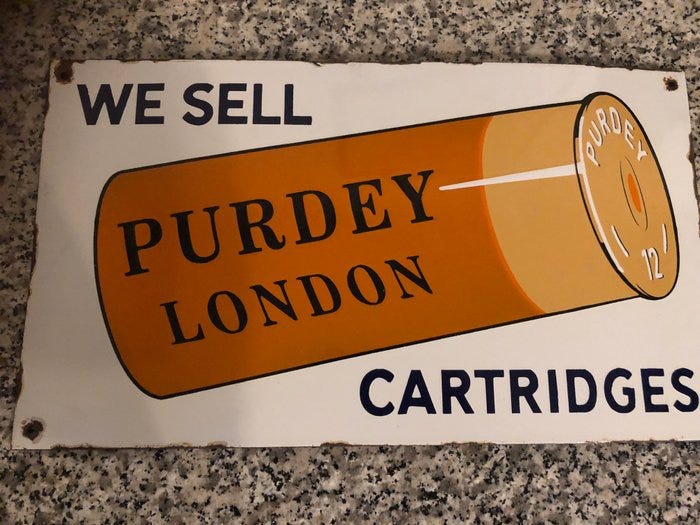 WE SELL
PURDEY
LONDON
PURDEY
12
CARTRIDGES